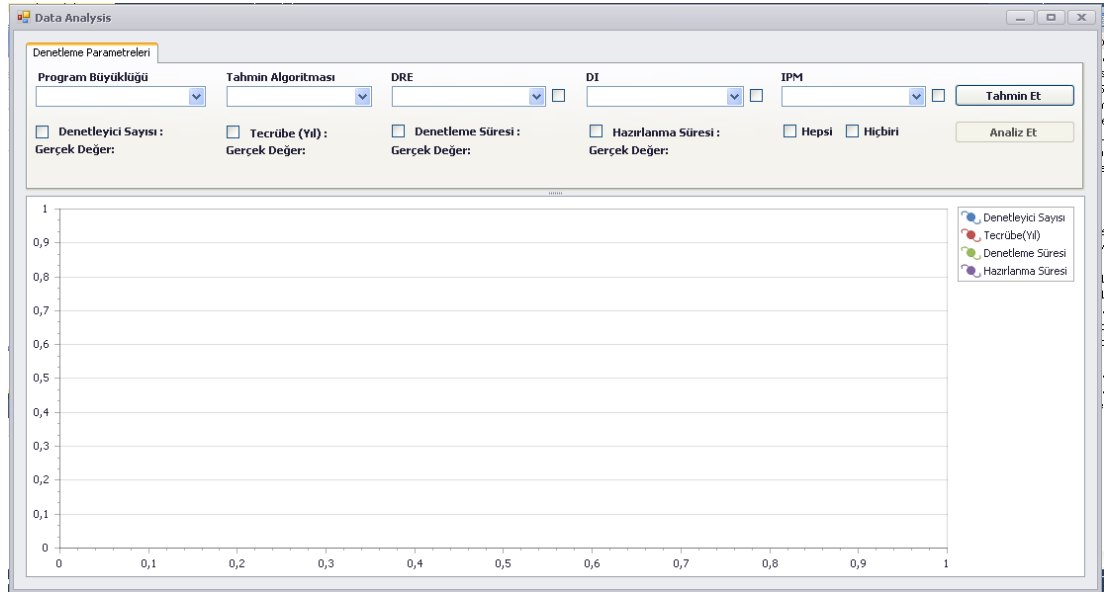 Data Analysis
Denetleme Parametreleri
Program Büyüklüğü Tahmin Algoritması DRE DI IPM
Tahmin Et
Denetleyici Sayısı : Tecrübe (Yıl) : Denetleme Süresi : Hazırlanma Süresi : Hepsi Hiçbiri Analiz Et
Gerçek Değer: Gerçek Değer: Gerçek Değer: Gerçek Değer:
1
0,9
0,8
0,7
0,6
0,5
0,4
0,3
0,2
0,1
0
0 0,1 0,2 0,3 0,4 0,5 0,6 0,7 0,8 0,9 1
Denetleyici Sayısı
Tecrübe(Yıl)
Denetleme Süresi
Hazırlanma Süresi